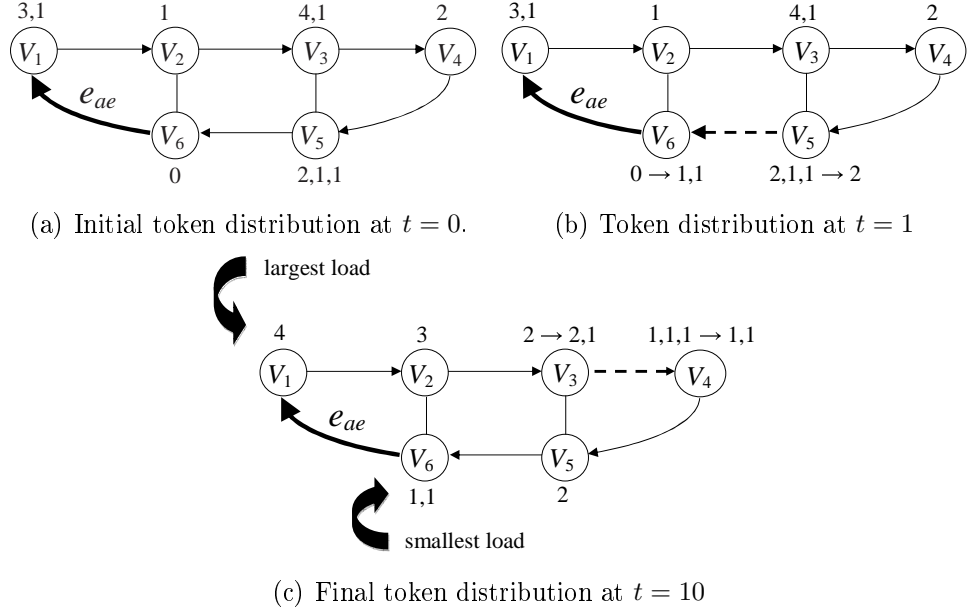 3,1 1 4,1 2
V1 V2 V3 V4
eae
V6 V5
0 2,1,1
(a) Initial token distribution at t = 0.
3,1 1 4,1 2
V1 V2 V3 V4
eae
V6 V5
0 → 1,1 2,1,1 → 2
(b) Token distribution at t = 1
largest load
4 3 2 → 2,1 1,1,1 → 1,1
V1 V2 V3 V4
eae
V6 V5
1,1 2
smallest load
(c) Final token distribution at t = 10